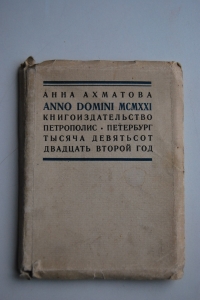 АННА АХМАТОВА
ANNO DOMINI MCMXXI
КНИГОИЗДАТЕЛЬСТВО
ПЕТРОПОЛИС • ПЕТЕРБУРГ
ТЫСЯЧА ДЕВЯТЬСОТ
ДВАДЦАТЬ ВТОРОЙ ГОД